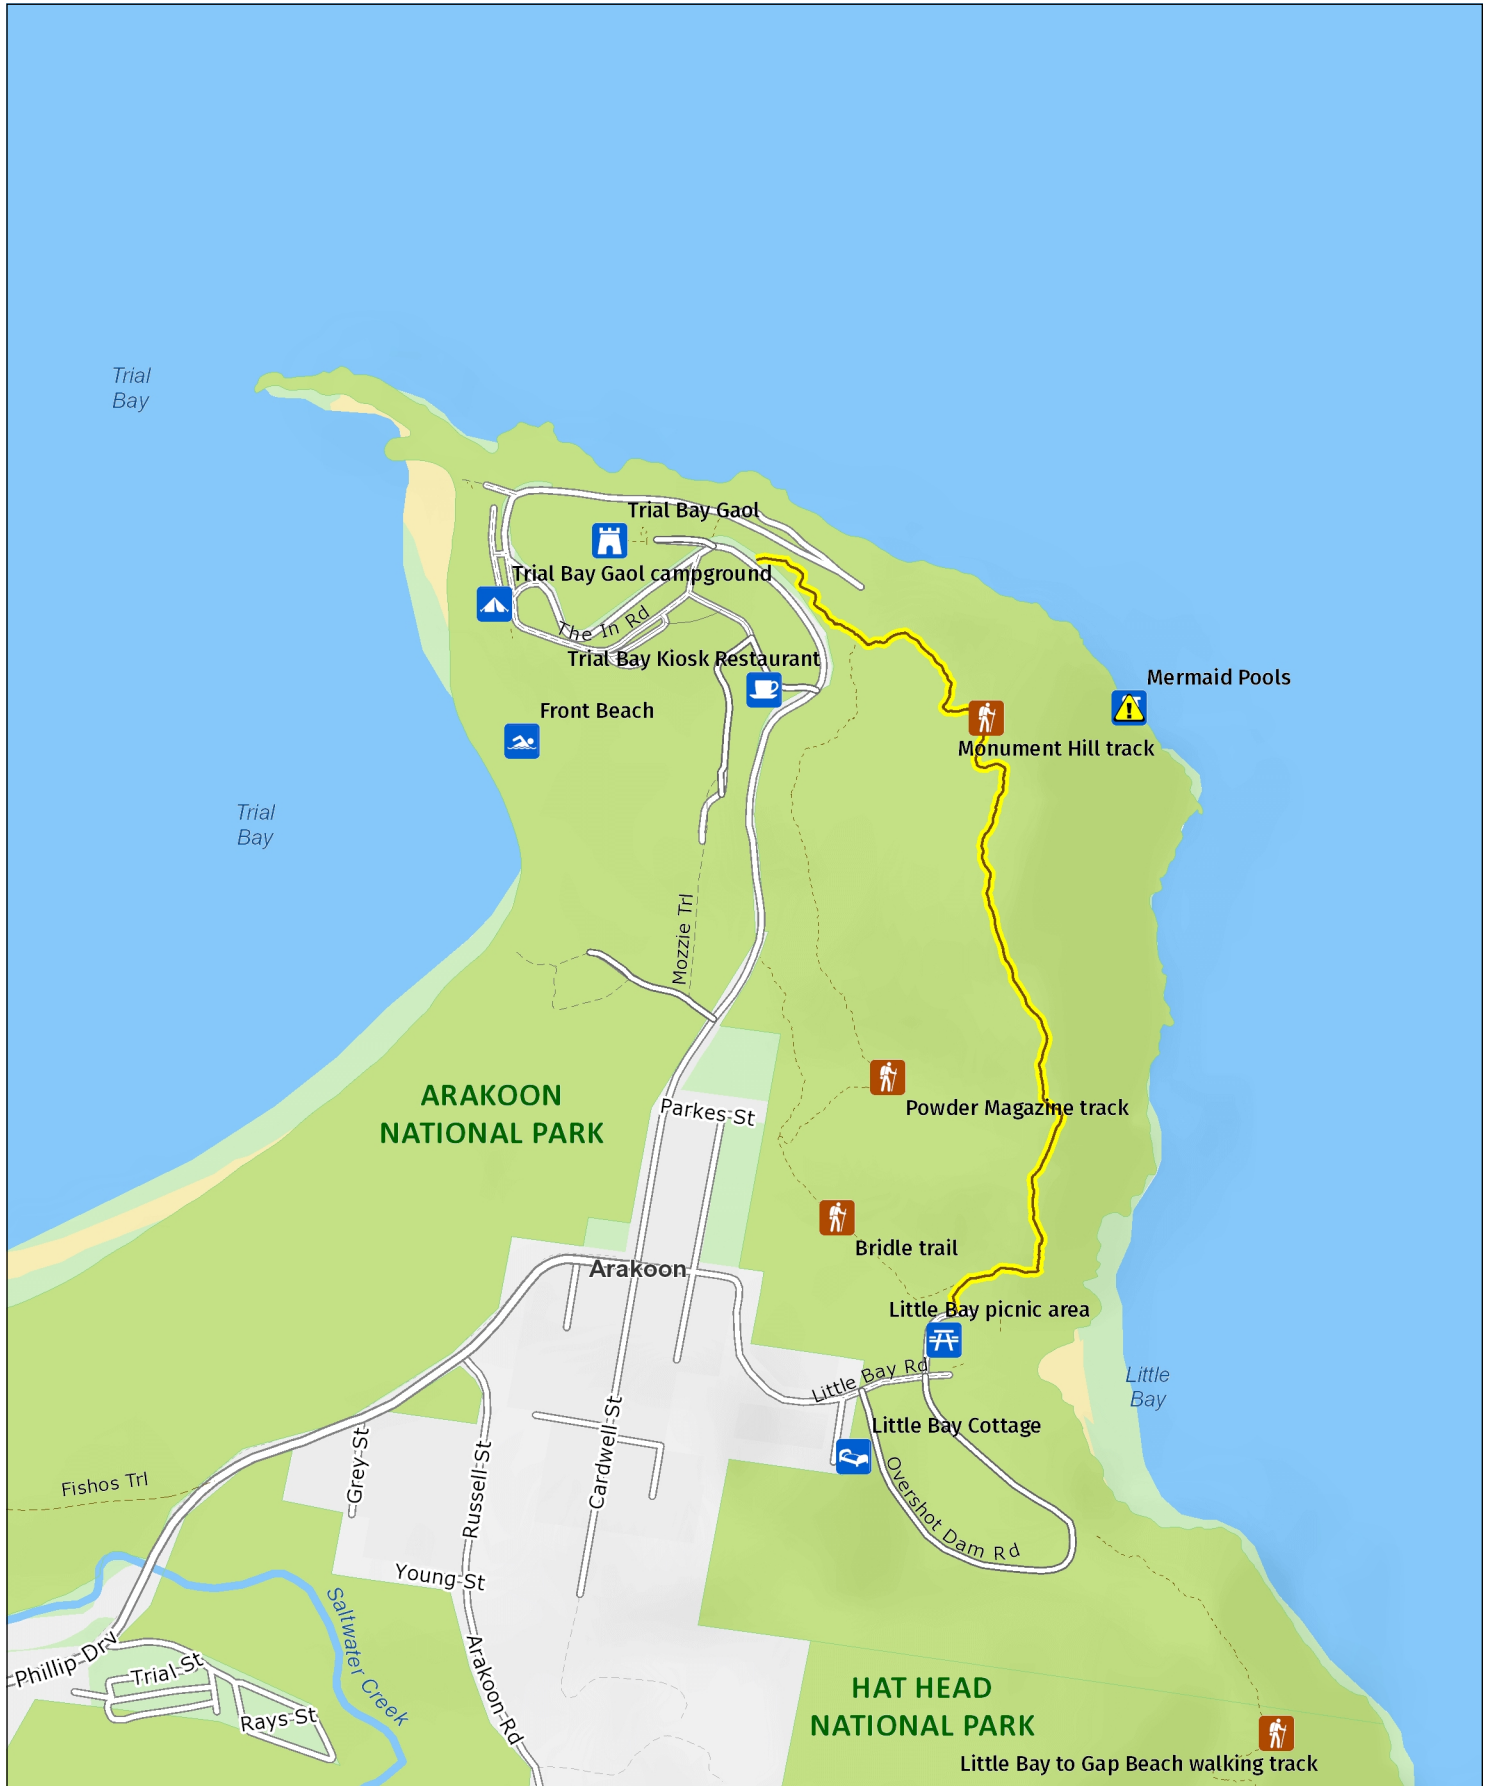 Trial
Bay
Trial Bay Gaol
Trial Bay Gaol campground
The In Rd
Trial Bay Kiosk Restaurant
Mermaid Pools
Front Beach
Monument Hill track
Trial
Bay
Mozzie Trl
ARAKOON
NATIONAL PARK
Parkes St
Powder Magazine track
Bridle trail
Arakoon
Little Bay picnic area
Little Bay Rd
Little
Bay
Little Bay Cottage
Cardwell St
Grey St
Russell St
Fishos Trl
Overshot Dam Rd
Young St
Saltwater Creek
Phillip Drv
Trial St
Rays St
Arakoon Rd
HAT HEAD
NATIONAL PARK
Little Bay to Gap Beach walking track